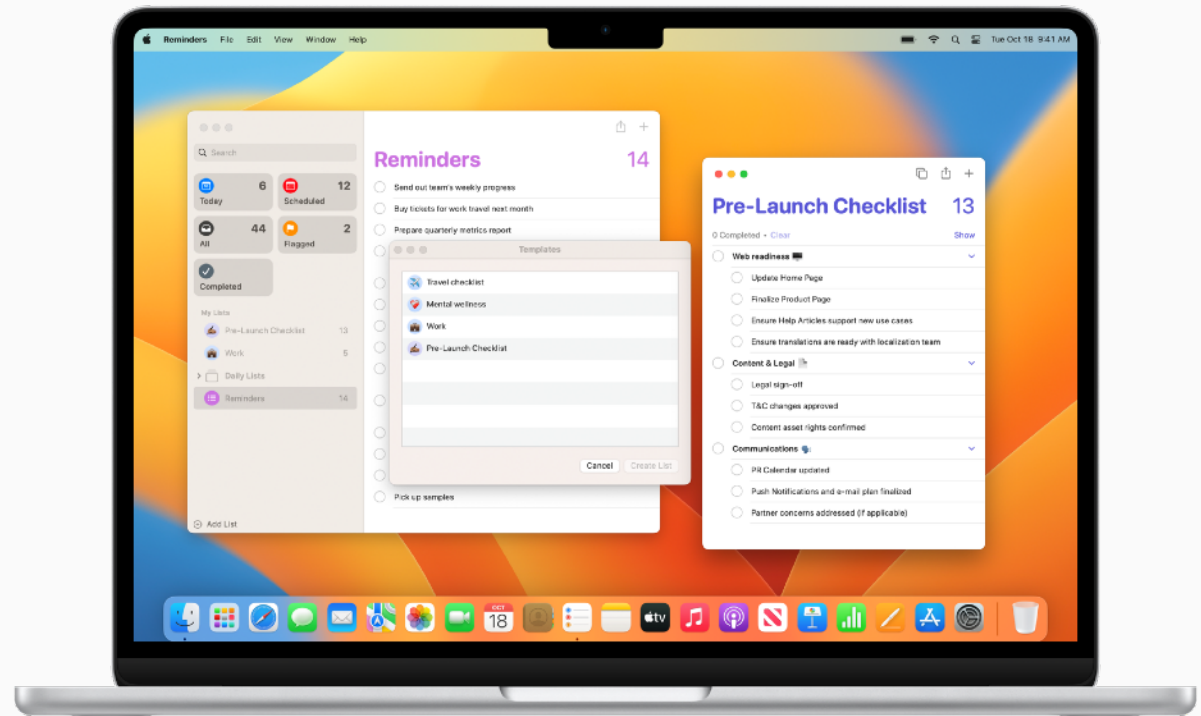 Reminders File Edit View Window Help
Tue Oct 18 9:41 AM
Search
6
Today
12
Scheduled
44
All
2
Flagged
Completed
My Lists
Pre-Launch Checklist 13
Work 5
Daily Lists
Reminders 14
Add List
Reminders 14
Send out team's weekly progress
Buy tickets for work travel next month
Prepare quarterly metrics report
Pick up samples
Templates
Travel checklist
Mental wellness
Work
Pre-Launch Checklist
Cancel Create List
Pre-Launch Checklist 13
0 Completed • Clear Show
Web readiness
Update Home Page
Finalize Product Page
Ensure Help Articles support new use cases
Ensure translations are ready with localization team
Content & Legal
Legal sign-off
T&C changes approved
Content asset rights confirmed
Communications
PR Calendar updated
Push Notifications and e-mail plan finalized
Partner concerns addressed (if applicable)
OCT
18
tv